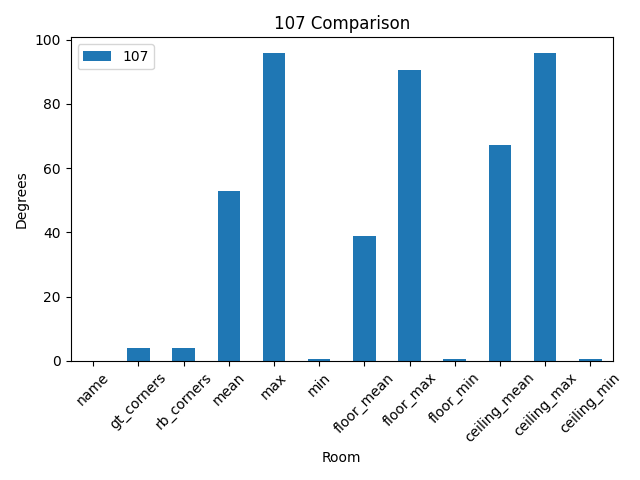 107 Comparison
107
Degrees
100
80
60
40
20
0
name
gt_corners
rb_corners
mean
max
min
floor_mean
floor_max
floor_min
ceiling_mean
ceiling_max
ceiling_min
Room